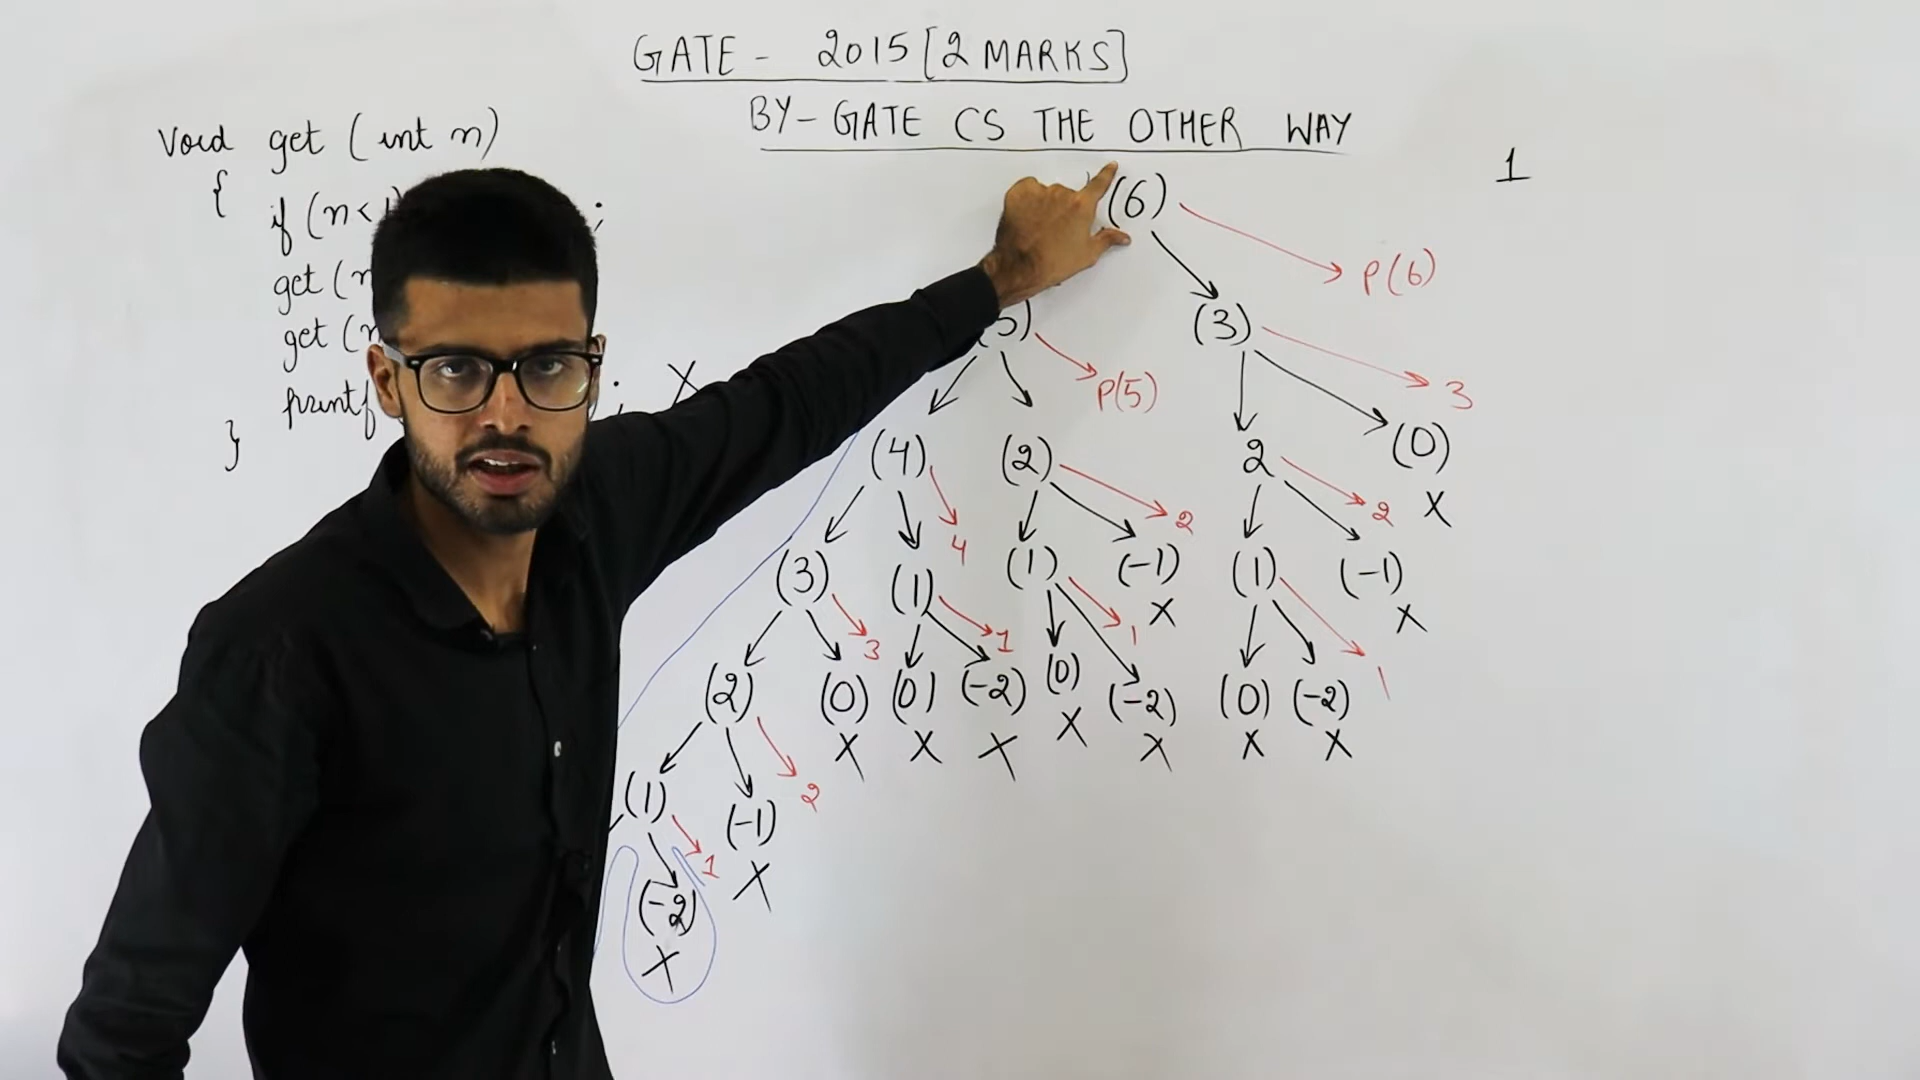 GATE - 2015 [2 MARKS]
BY - GATE CS THE OTHER WAY
Void get (int n)
{
if (n <
;
get (
get (
printf
; X
}
1
(6)
P(6)
(3)
3
P(5)
(4) (2) 2 (0)
4 2 2 X
(3) (1) (1) (-1) (1) (-1)
3 1 1 X 1 X
(2) (0) (0) (-2) (0) (-2) (0) (-2)
2 X X X X X X X
(1) (-1)
1 X
(-2)
X